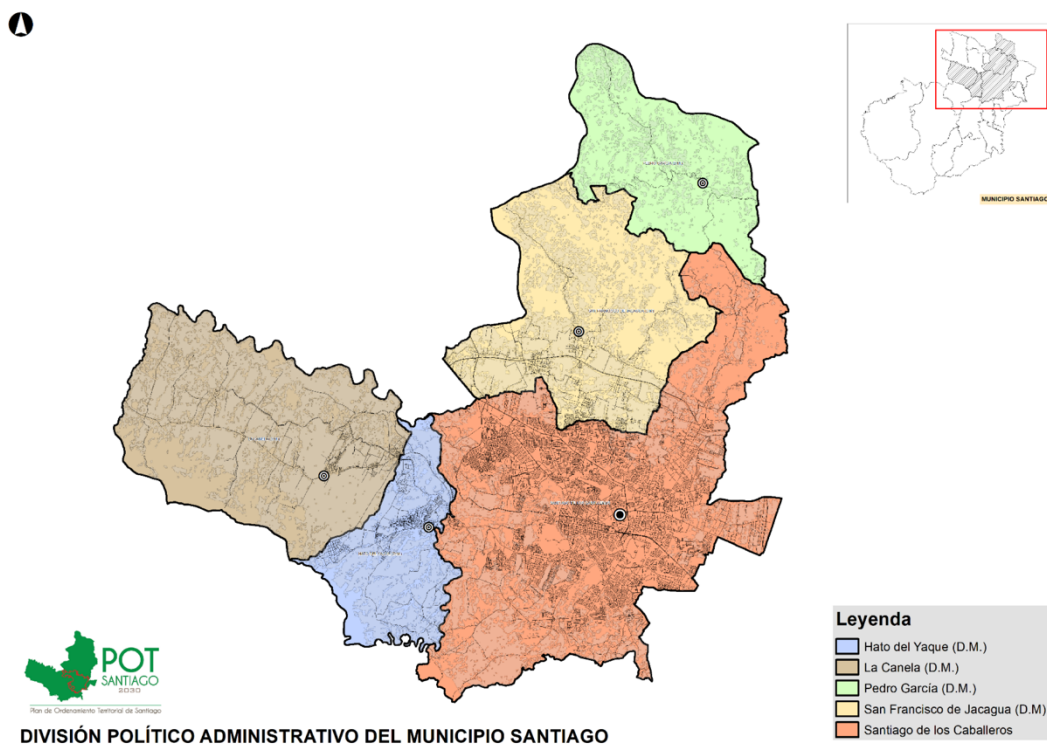 MUNICIPIO SANTIAGO
Leyenda
Hato del Yaque (D.M.)
La Canela (D.M.)
Pedro García (D.M.)
San Francisco de Jacagua (D.M)
Santiago de los Caballeros
POT
SANTIAGO
2030
Plan de Ordenamiento Territorial de Santiago
DIVISIÓN POLÍTICO ADMINISTRATIVO DEL MUNICIPIO SANTIAGO